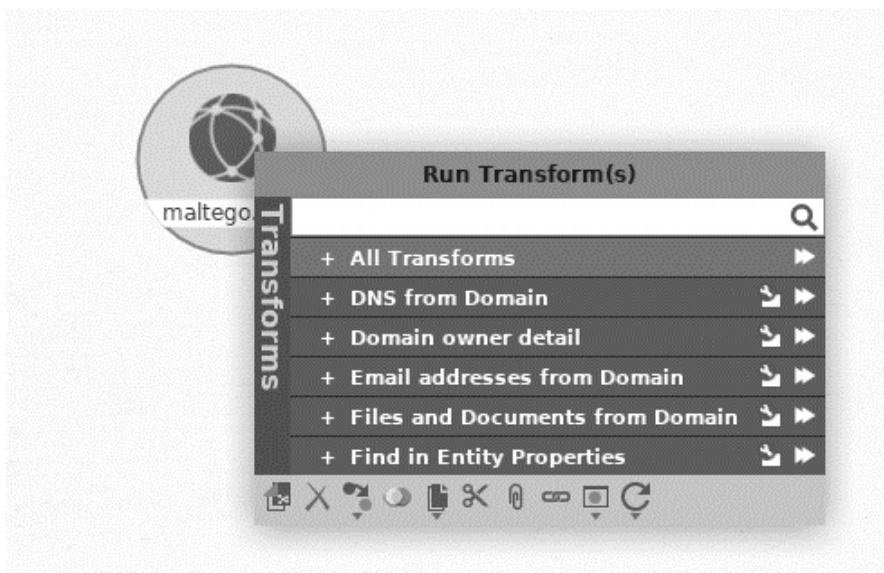 Run Transform(s)
maltego.
Transforms
+ All Transforms
+ DNS from Domain
+ Domain owner detail
+ Email addresses from Domain
+ Files and Documents from Domain
+ Find in Entity Properties